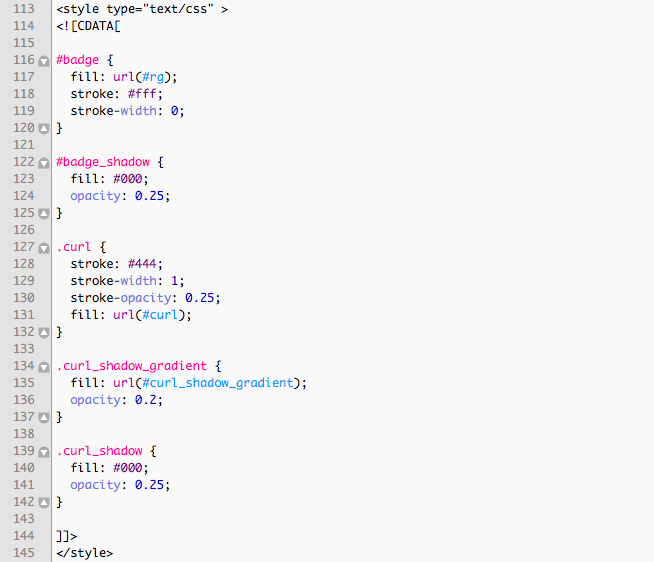 113 <style type="text/css" >
114 <![CDATA[
115
116 #badge {
117   fill: url(#rg);
118   stroke: #fff;
119   stroke-width: 0;
120 }
121
122 #badge_shadow {
123   fill: #000;
124   opacity: 0.25;
125 }
126
127 .curl {
128   stroke: #444;
129   stroke-width: 1;
130   stroke-opacity: 0.25;
131   fill: url(#curl);
132 }
133
134 .curl_shadow_gradient {
135   fill: url(#curl_shadow_gradient);
136   opacity: 0.2;
137 }
138
139 .curl_shadow {
140   fill: #000;
141   opacity: 0.25;
142 }
143
144 ]]>
145 </style>